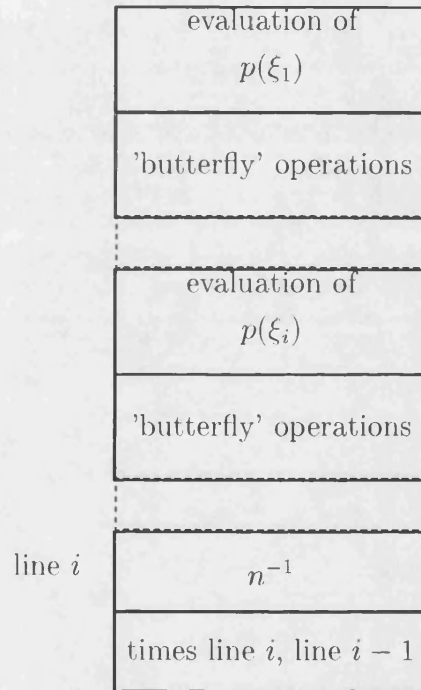 evaluation of
p(ξ₁)
'butterfly' operations
evaluation of
p(ξᵢ)
'butterfly' operations
line i
n⁻¹
times line i, line i − 1